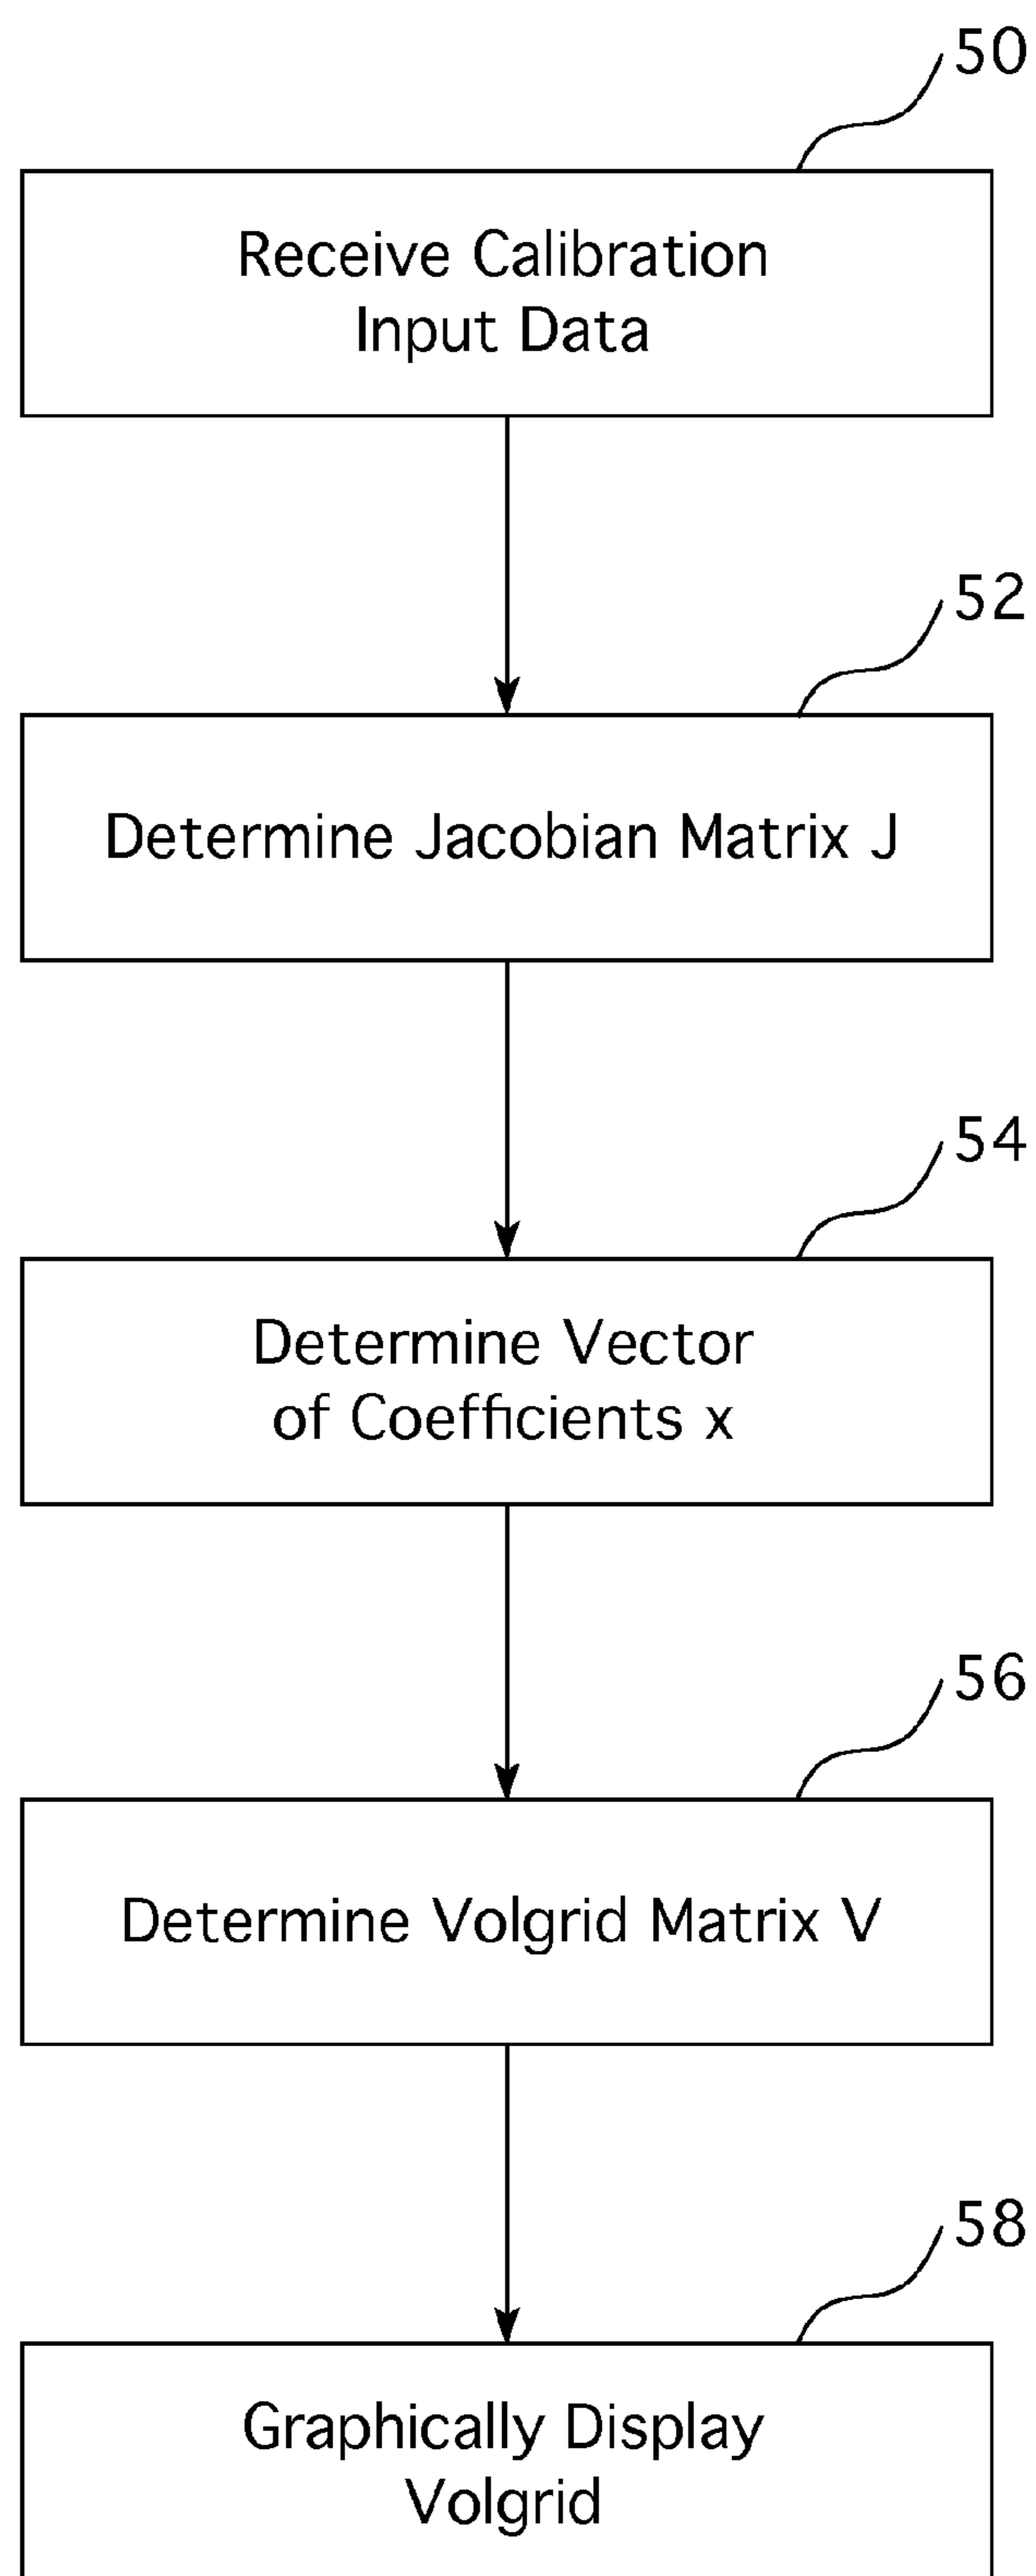 50
Receive Calibration
Input Data
52
Determine Jacobian Matrix J
54
Determine Vector
of Coefficients x
56
Determine Volgrid Matrix V
58
Graphically Display
Volgrid